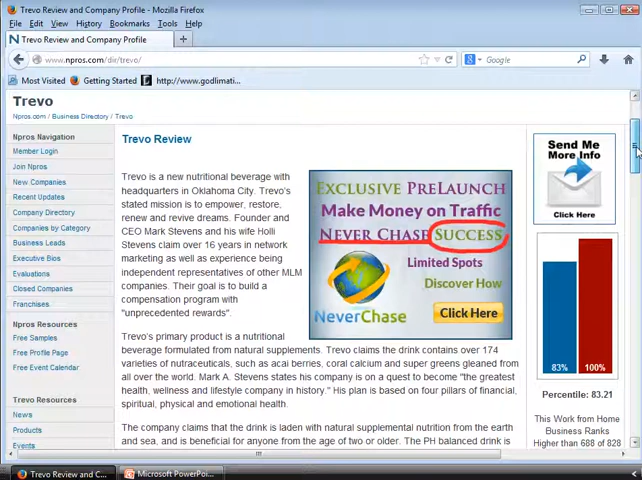 Trevo Review and Company Profile - Mozilla Firefox
File Edit View History Bookmarks Tools Help
Trevo Review and Company Profile
npros.com/dir/trevo/
Google
Most Visited Getting Started http://www.godlimati...
Trevo
Npros.com / Business Directory / Trevo
Npros Navigation
Member Login
Join Npros
New Companies
Recent Updates
Company Directory
Companies by Category
Business Leads
Executive Bios
Evaluations
Closed Companies
Franchises
Npros Resources
Free Samples
Free Profile Page
Free Event Calendar
Trevo Resources
News
Products
Events
Trevo Review
Trevo is a new nutritional beverage with
headquarters in Oklahoma City. Trevo's
stated mission is to empower, restore,
renew and revive dreams. Founder and
CEO Mark Stevens and his wife Holli
Stevens claim over 16 years in network
marketing as well as experience being
independent representatives of other MLM
companies. Their goal is to build a
compensation program with
"unprecedented rewards".
EXCLUSIVE PRELAUNCH
Make Money on Traffic
NEVER CHASE SUCCESS
Limited Spots
Discover How
NeverChase
Click Here
Trevo's primary product is a nutritional
beverage formulated from natural supplements. Trevo claims the drink contains over 174
varieties of nutraceuticals, such as acai berries, coral calcium and super greens gleaned from
all over the world. Mark A. Stevens states his company is on a quest to become "the greatest
health, wellness and lifestyle company in history." His plan is based on four pillars of financial,
spiritual, physical and emotional health.
The company claims that the drink is laden with natural supplemental nutrition from the earth
and sea, and is beneficial for anyone from the age of two or older. The PH balanced drink is
Send Me
More Info
Click Here
83% 100%
Percentile: 83.21
This Work from Home
Business Ranks
Higher than 688 of 828
Trevo Review and C...
Microsoft PowerPoi...